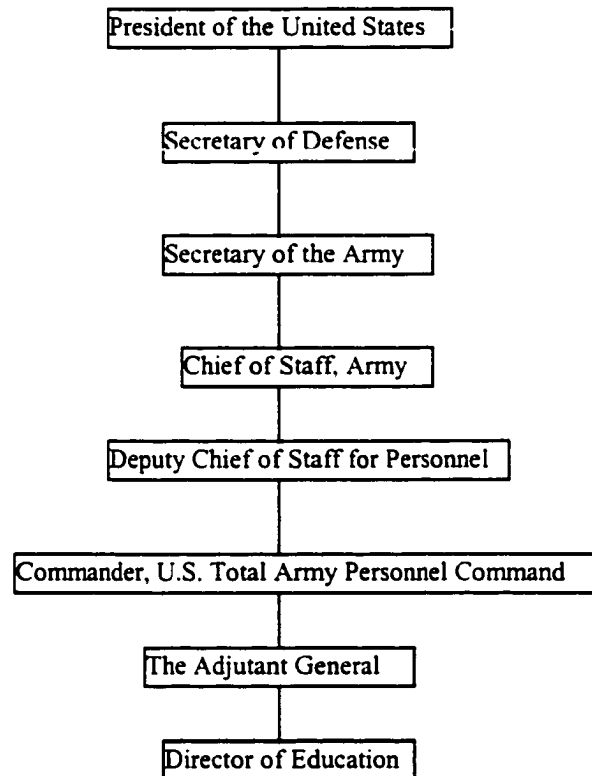 President of the United States
Secretary of Defense
Secretary of the Army
Chief of Staff, Army
Deputy Chief of Staff for Personnel
Commander, U.S. Total Army Personnel Command
The Adjutant General
Director of Education